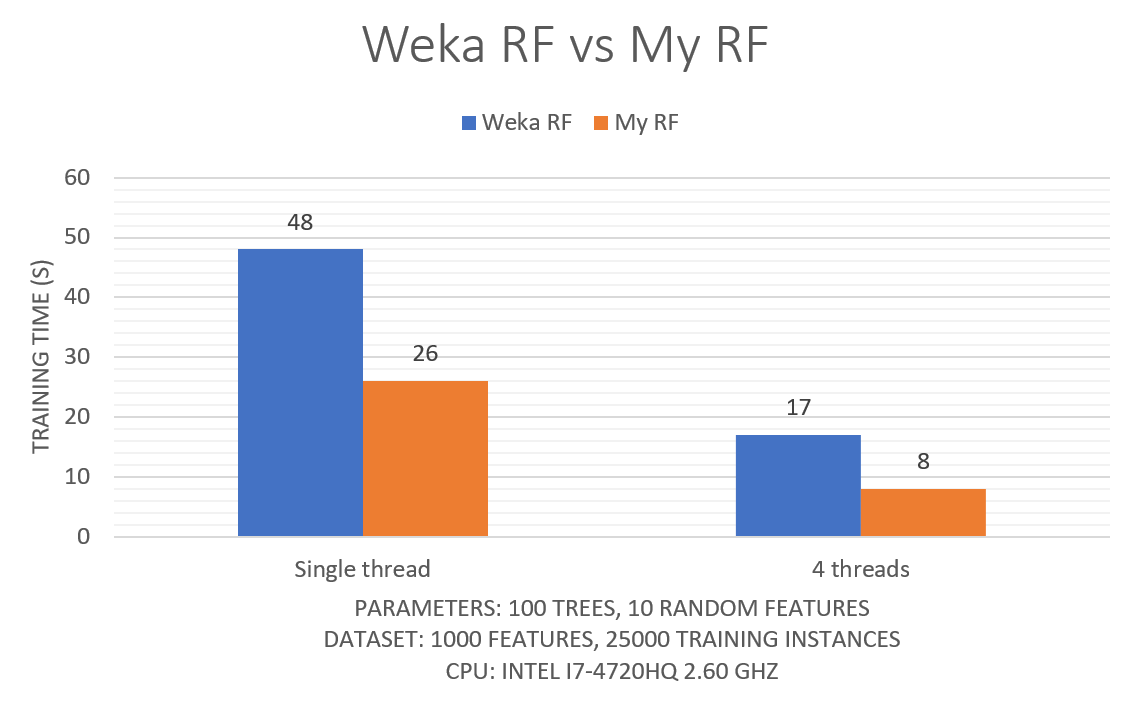 Weka RF vs My RF
Weka RF My RF
60
50
40
30
20
10
0
TRAINING TIME (S)
48
26
17
8
Single thread
4 threads
PARAMETERS: 100 TREES, 10 RANDOM FEATURES
DATASET: 1000 FEATURES, 25000 TRAINING INSTANCES
CPU: INTEL I7-4720HQ 2.60 GHZ